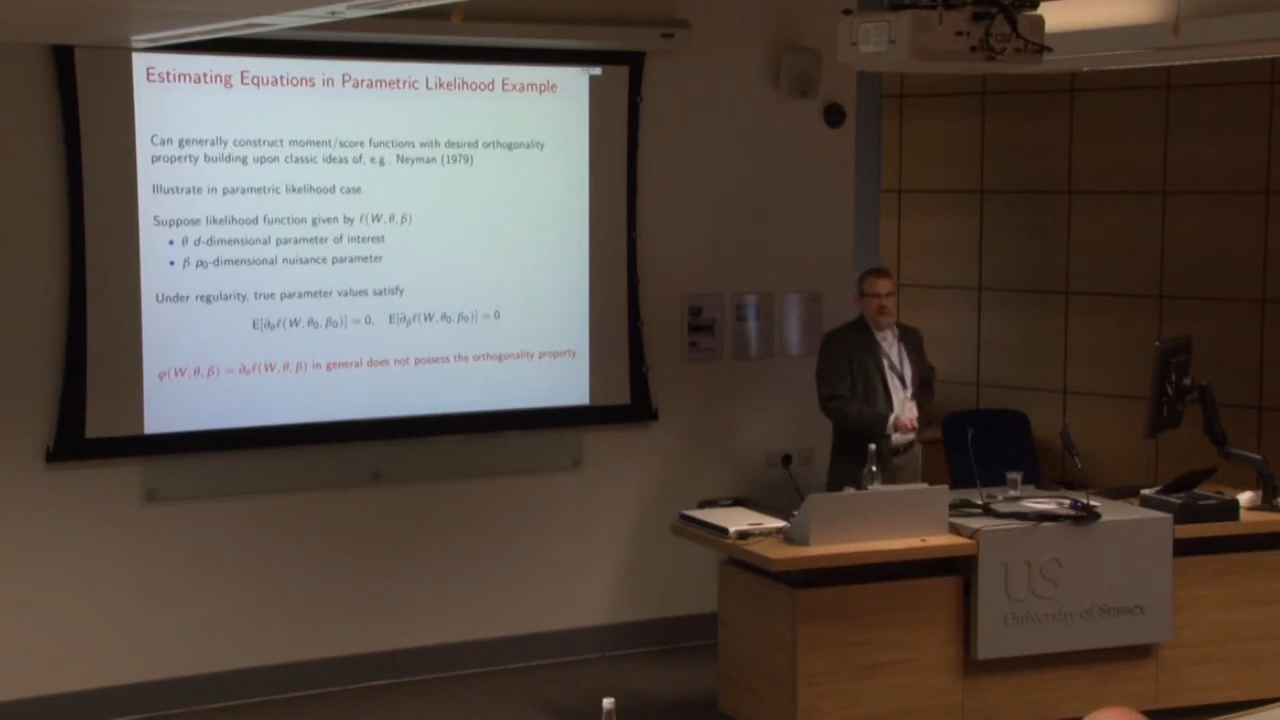 Estimating Equations in Parametric Likelihood Example
Can generally construct moment/score functions with desired orthogonality
property building upon classic ideas of, e.g., Neyman (1979)
Illustrate in parametric likelihood case.
Suppose likelihood function given by ℓ(W, θ, β)
• θ d-dimensional parameter of interest
• β p₀-dimensional nuisance parameter
Under regularity, true parameter values satisfy
E[∂θℓ(W, θ₀, β₀)] = 0, E[∂βℓ(W, θ₀, β₀)] = 0
φ(W, θ, β) = ∂θℓ(W, θ, β) in general does not possess the orthogonality property
US
University of Sussex